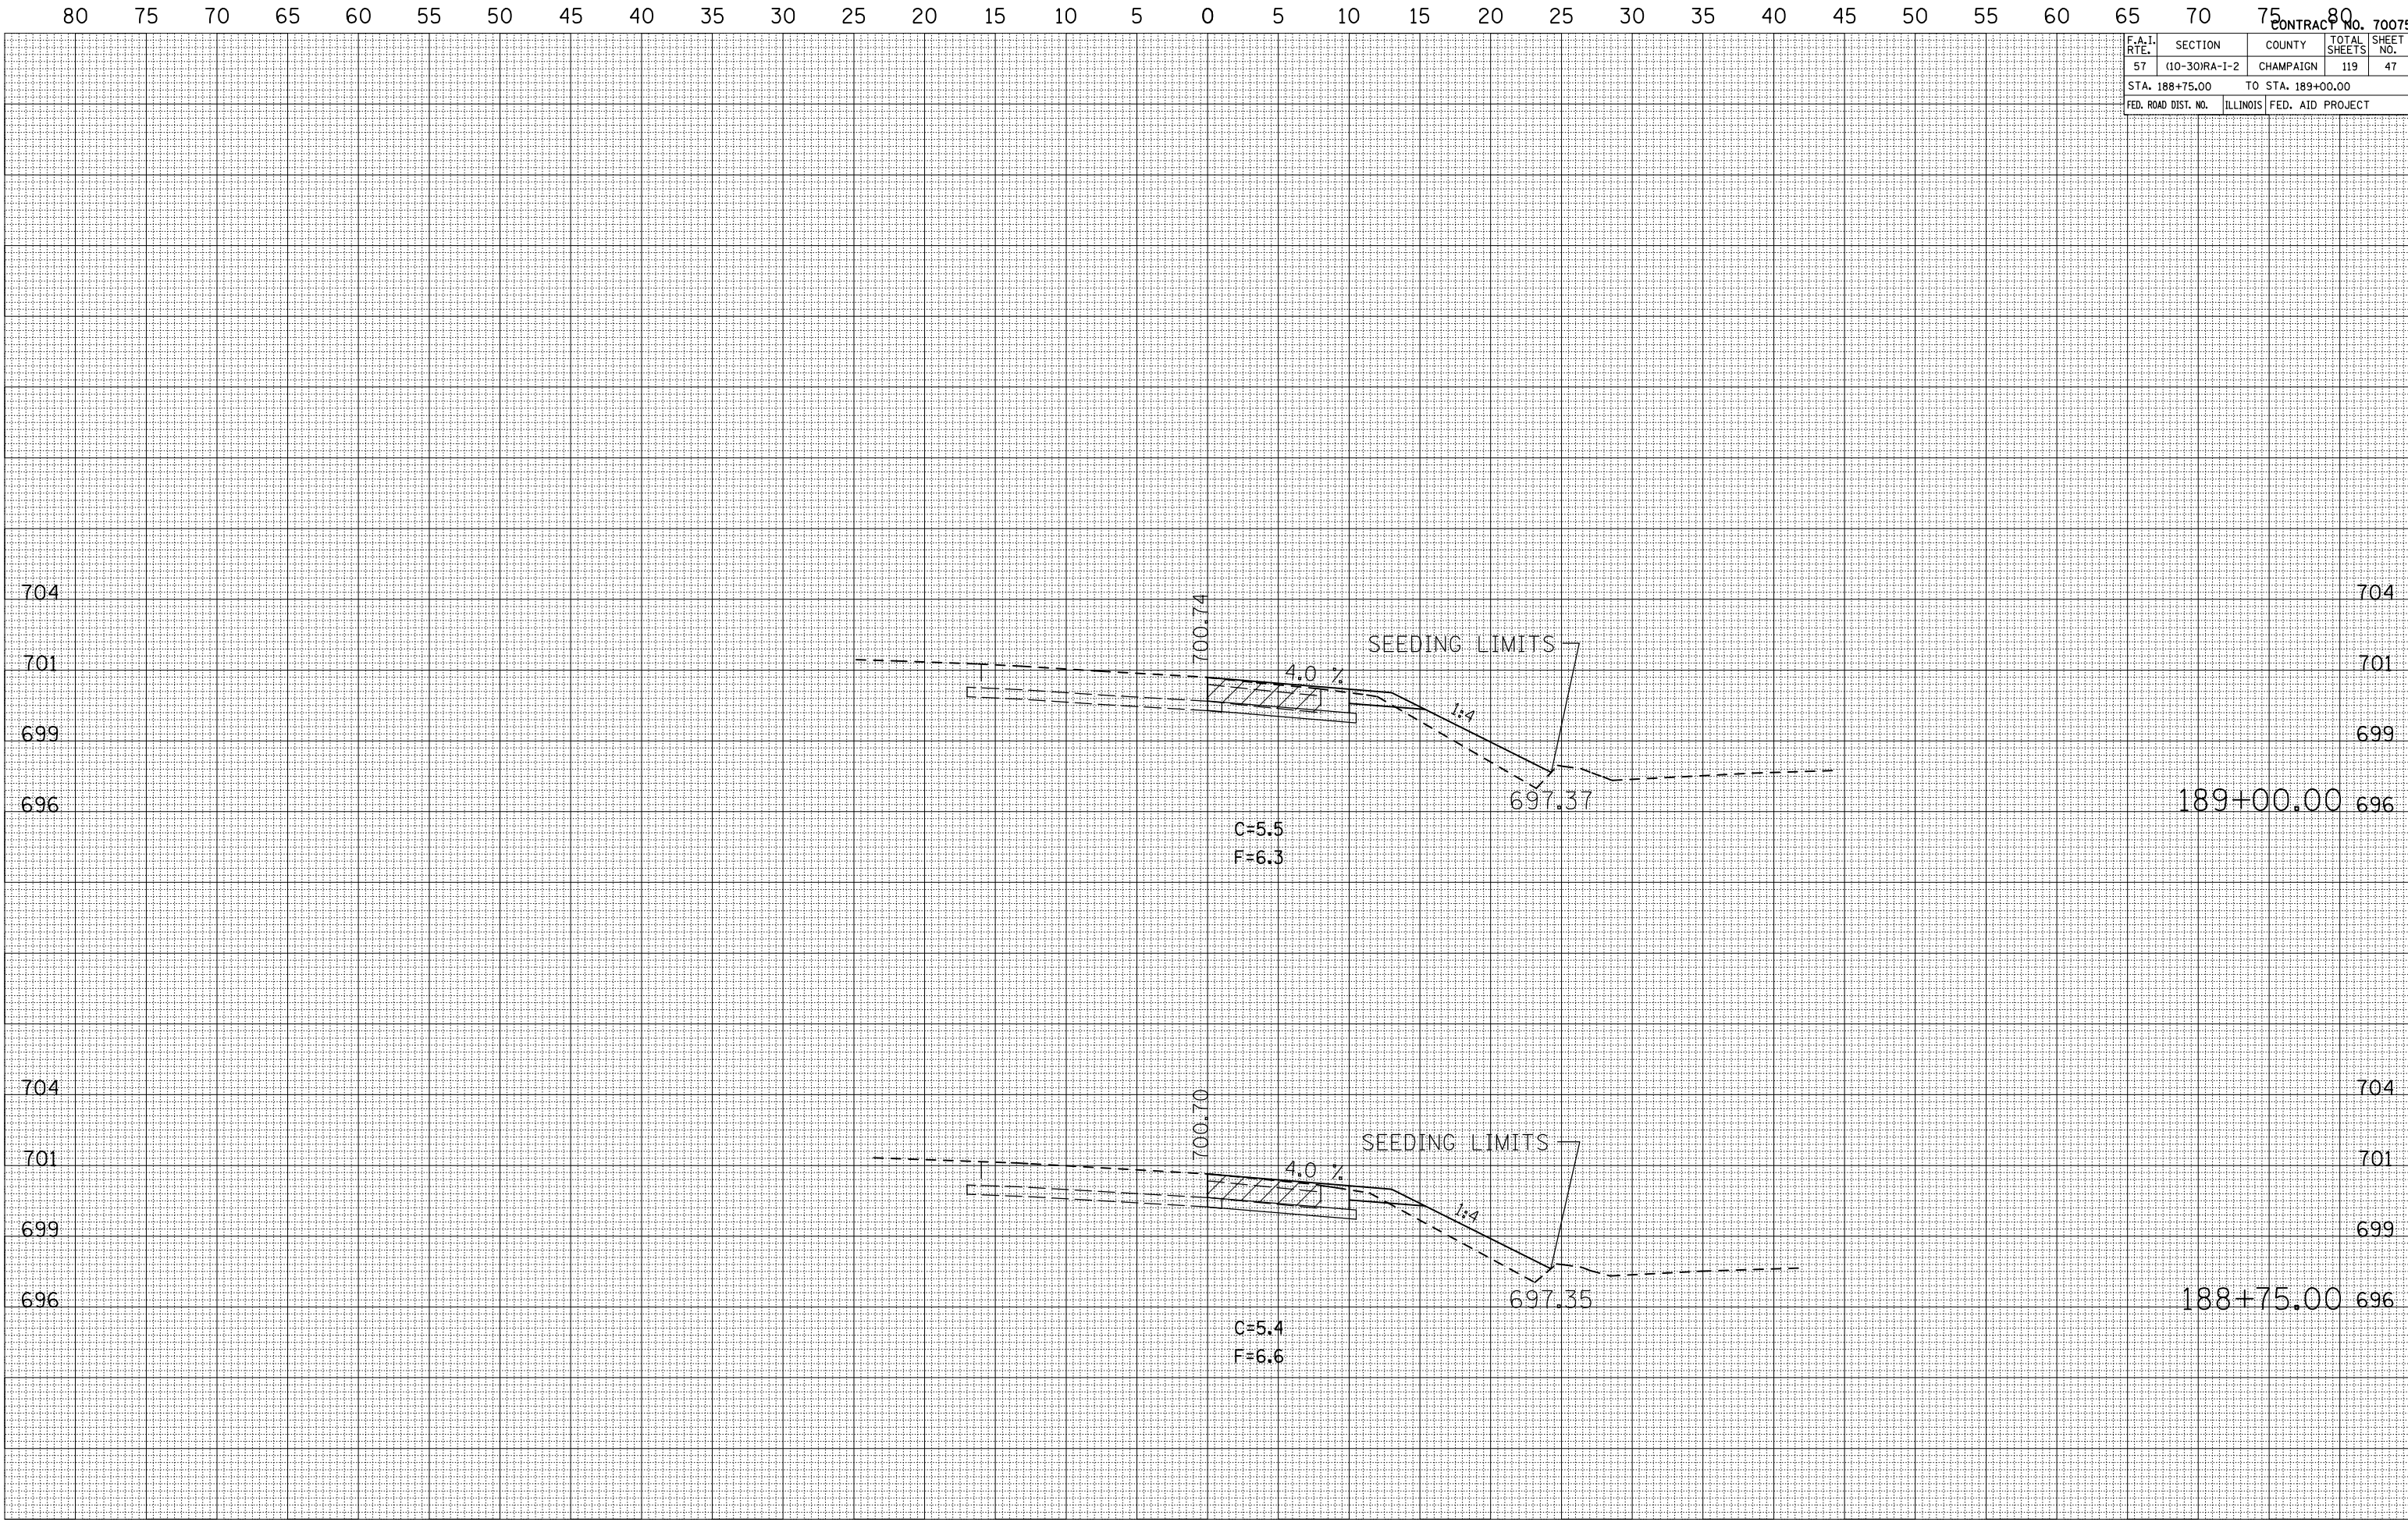 80 75 70 65 60 55 50 45 40 35 30 25 20 15 10 5 0 5 10 15 20 25 30 35 40 45 50 55 60 65 70 75 80
CONTRACT NO. 70075
F.A.I. RTE. SECTION COUNTY TOTAL SHEETS SHEET NO.
57 (10-30)RA-I-2 CHAMPAIGN 119 47
STA. 188+75.00 TO STA. 189+00.00
FED. ROAD DIST. NO. ILLINOIS FED. AID PROJECT
704 704
700.74
SEEDING LIMITS
701 4.0 % 701
1:4
699 699
696 697.37 189+00.00 696
C=5.5
F=6.3
704 704
700.70
SEEDING LIMITS
701 4.0 % 701
1:4
699 699
696 697.35 188+75.00 696
C=5.4
F=6.6